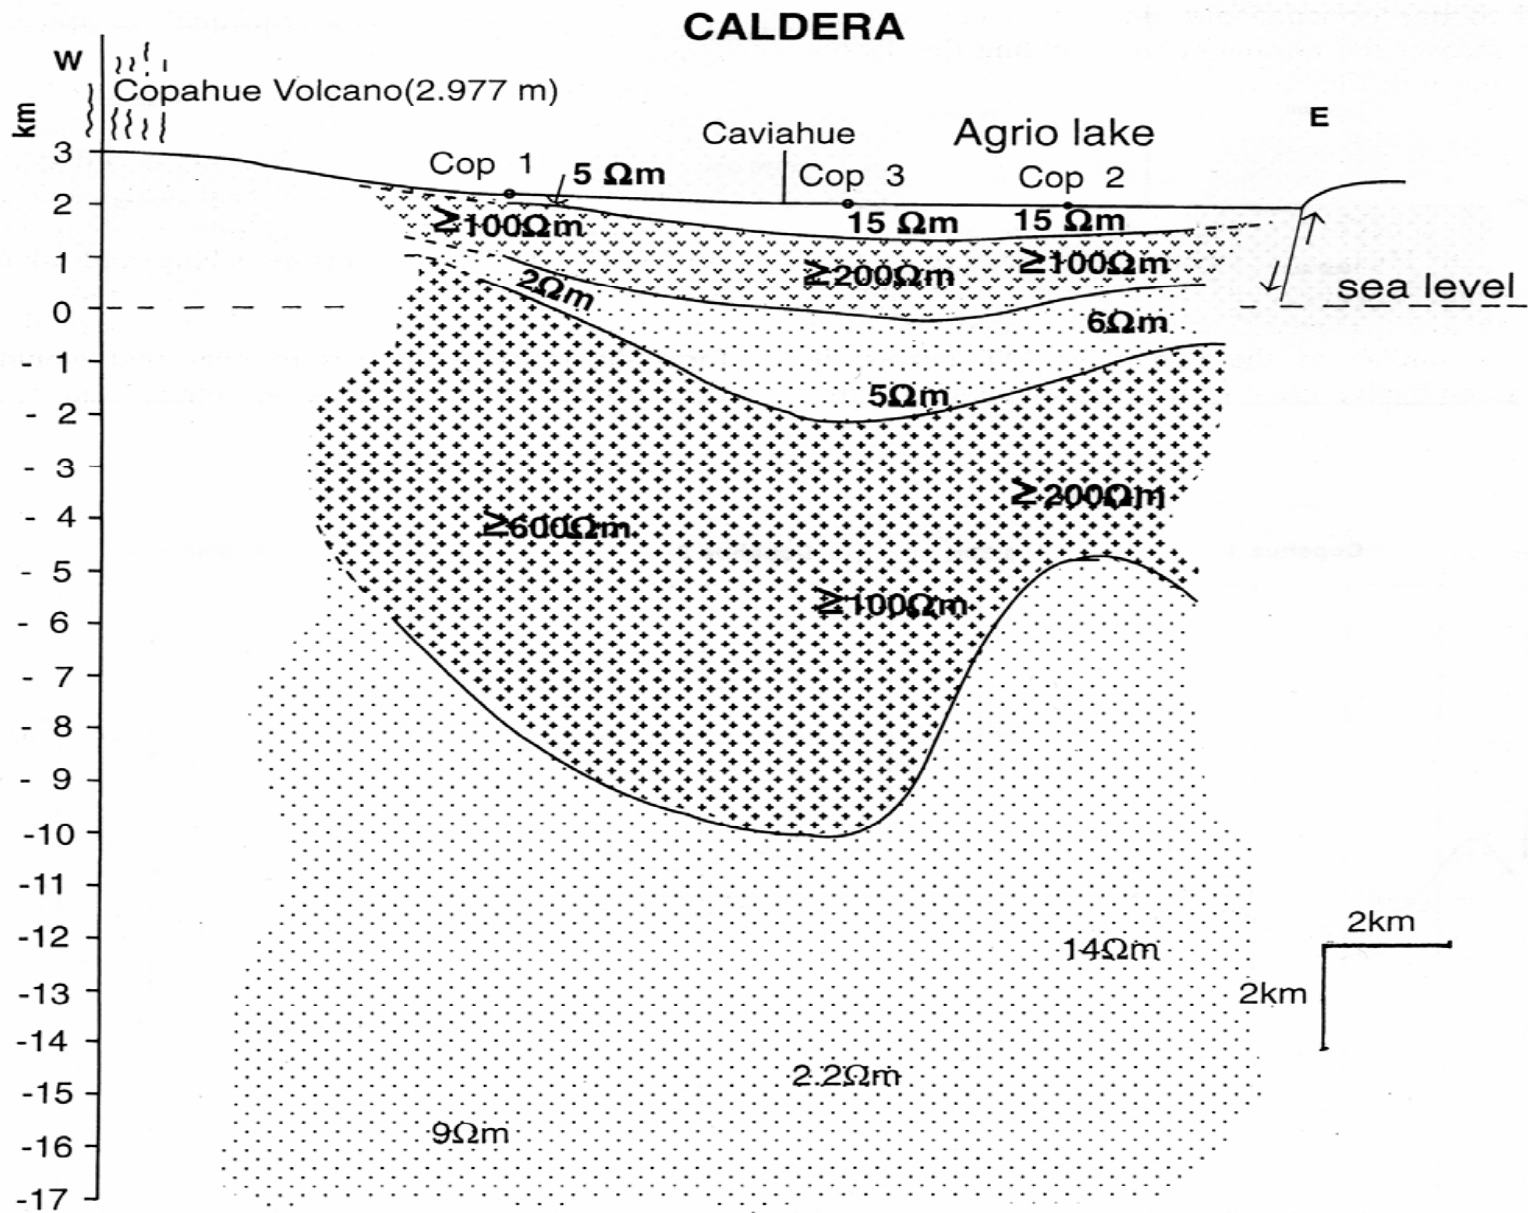 CALDERA
W
Copahue Volcano(2.977 m)
km
E
Caviahue
Agrio lake
Cop 1
5 Ωm
Cop 3
Cop 2
3
2
≥100Ωm
15 Ωm
15 Ωm
1
2Ωm
≥200Ωm
≥100Ωm
sea level
0
6Ωm
- 1
5Ωm
- 2
- 3
≥200Ωm
- 4
≥600Ωm
- 5
≥100Ωm
- 6
- 7
- 8
- 9
-10
-11
2km
-12
14Ωm
-13
2km
-14
2.2Ωm
-15
9Ωm
-16
-17